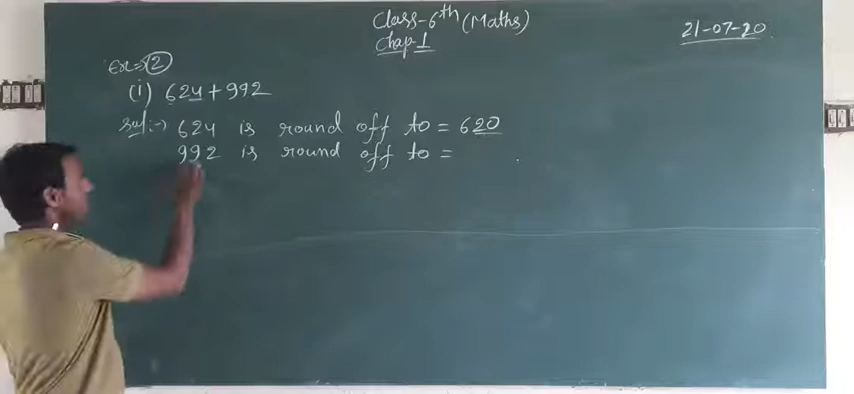 Class-6th (Maths)
Chap-1
21-07-20
Ex:→ (2)
(i) 624+992
Sol:→ 624 is round off to = 620
992 is round off to =